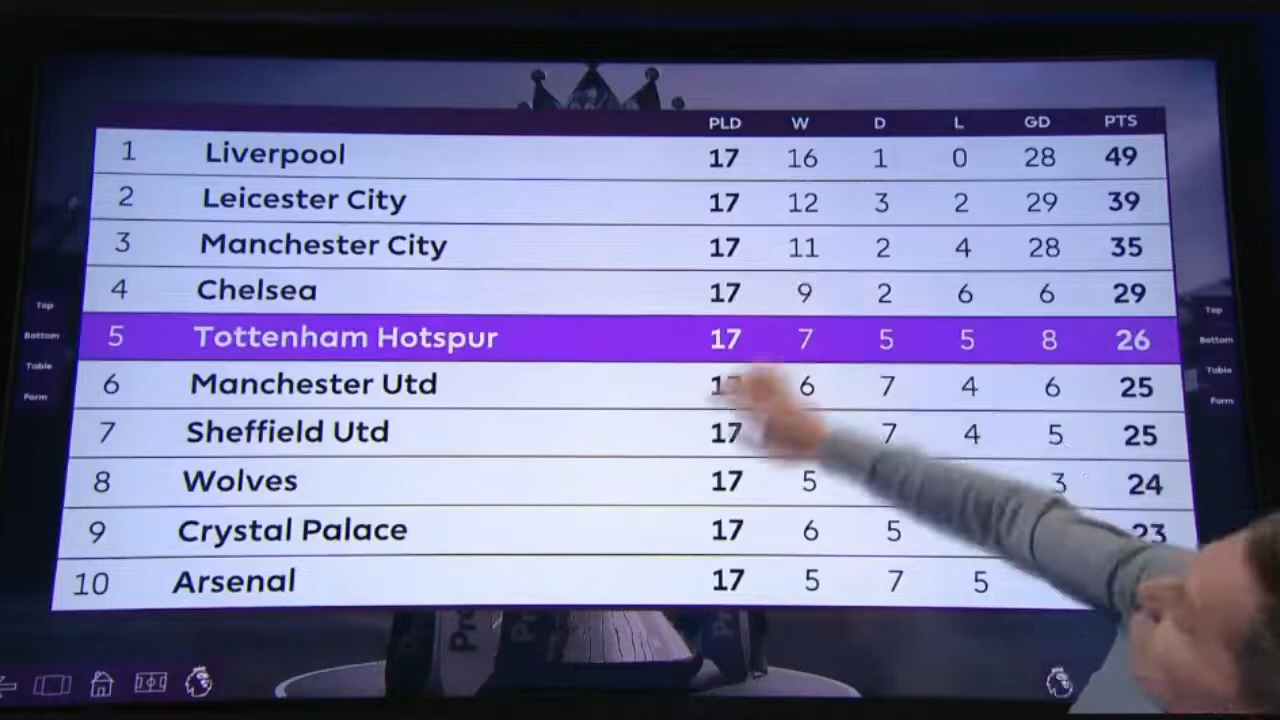 PLD W D L GD PTS
1 Liverpool 17 16 1 0 28 49
2 Leicester City 17 12 3 2 29 39
3 Manchester City 17 11 2 4 28 35
4 Chelsea 17 9 2 6 6 29
5 Tottenham Hotspur 17 7 5 5 8 26
6 Manchester Utd 6 7 4 6 25
7 Sheffield Utd 17 7 4 5 25
8 Wolves 17 5 3 24
9 Crystal Palace 17 6 5 23
10 Arsenal 17 5 7 5
Top
Bottom
Table
Form
Top
Bottom
Table
Form